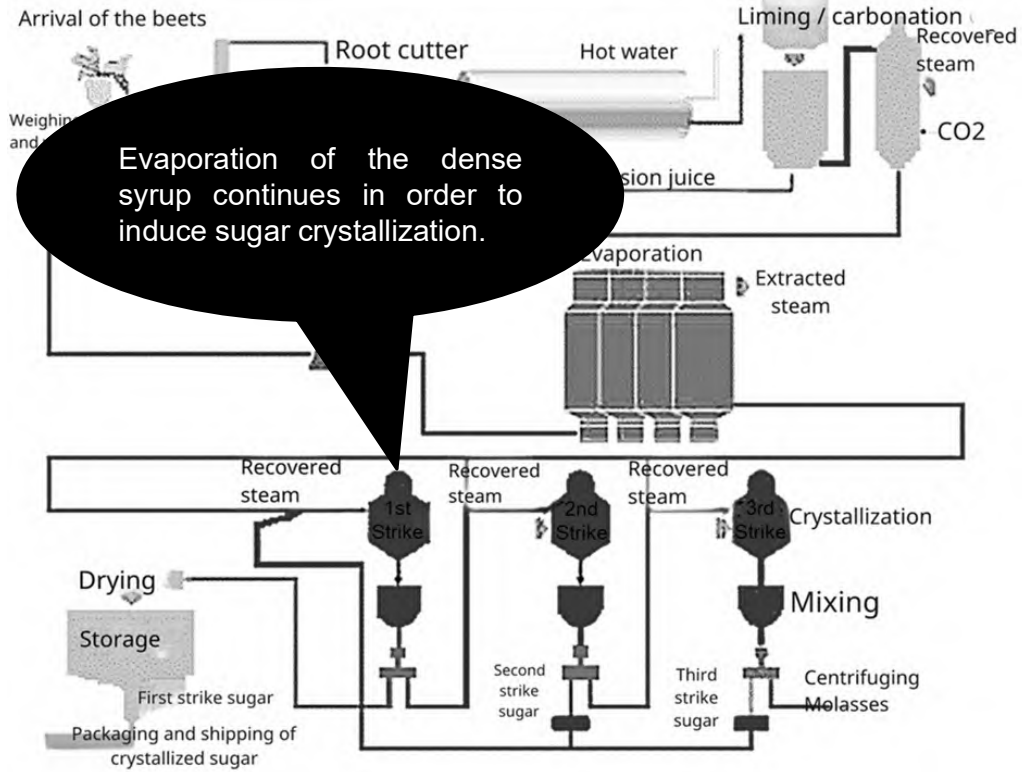 Arrival of the beets
Liming / carbonation
Root cutter
Hot water
Recovered
steam
Weighing
and
CO2
Evaporation of the dense
syrup continues in order to
induce sugar crystallization.
sion juice
Evaporation
Extracted
steam
Recovered
steam
Recovered
steam
Recovered
steam
1st
Strike
2nd
Strike
3rd
Strike
Crystallization
Drying
Mixing
Storage
Second
strike
sugar
Third
strike
sugar
Centrifuging
Molasses
First strike sugar
Packaging and shipping of
crystallized sugar